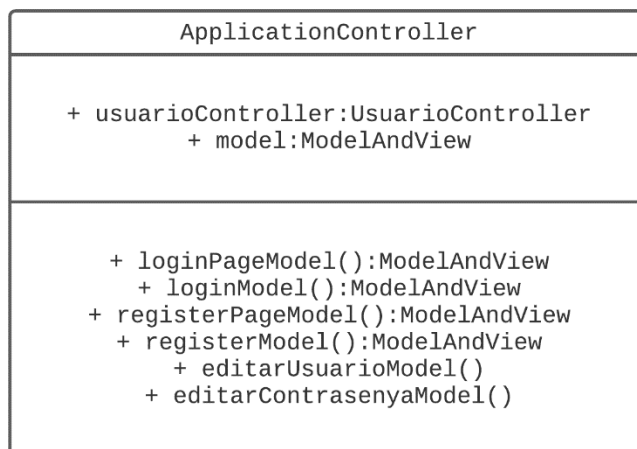 ApplicationController
+ usuarioController:UsuarioController
+ model:ModelAndView
+ loginPageModel():ModelAndView
+ loginModel():ModelAndView
+ registerPageModel():ModelAndView
+ registerModel():ModelAndView
+ editarUsuarioModel()
+ editarContrasenyaModel()